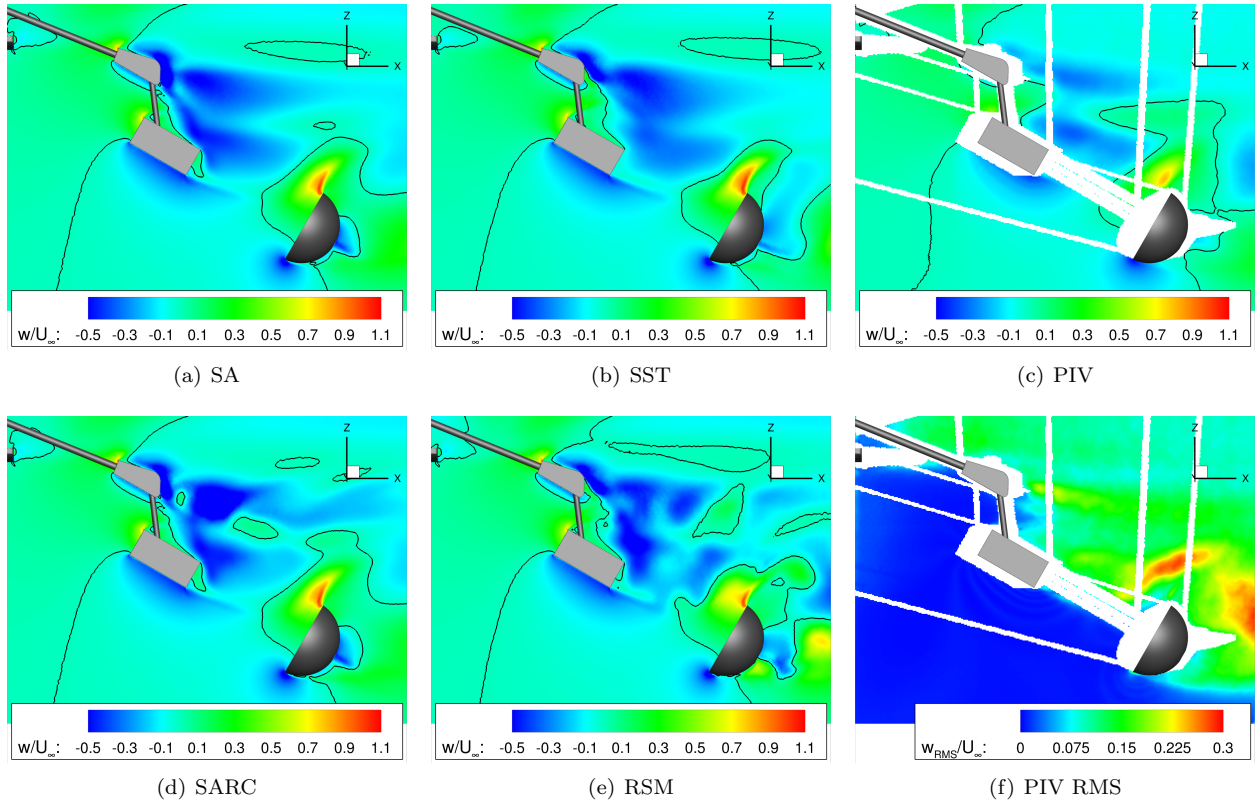 Z
X
w/U∞: -0.5 -0.3 -0.1 0.1 0.3 0.5 0.7 0.9 1.1
(a) SA
Z
X
w/U∞: -0.5 -0.3 -0.1 0.1 0.3 0.5 0.7 0.9 1.1
(b) SST
Z
X
w/U∞: -0.5 -0.3 -0.1 0.1 0.3 0.5 0.7 0.9 1.1
(c) PIV
Z
X
w/U∞: -0.5 -0.3 -0.1 0.1 0.3 0.5 0.7 0.9 1.1
(d) SARC
Z
X
w/U∞: -0.5 -0.3 -0.1 0.1 0.3 0.5 0.7 0.9 1.1
(e) RSM
Z
X
wRMS/U∞: 0 0.075 0.15 0.225 0.3
(f) PIV RMS